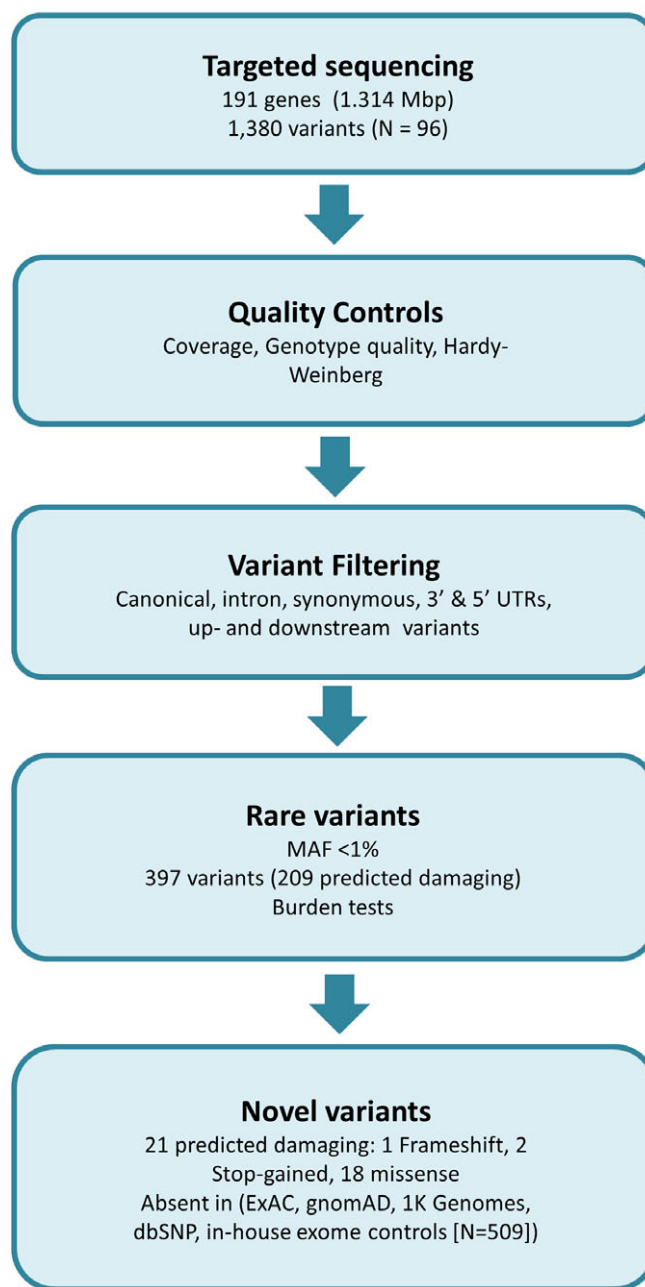 Targeted sequencing
191 genes (1.314 Mbp)
1,380 variants (N = 96)
Quality Controls
Coverage, Genotype quality, Hardy-
Weinberg
Variant Filtering
Canonical, intron, synonymous, 3’ & 5’ UTRs,
up- and downstream variants
Rare variants
MAF <1%
397 variants (209 predicted damaging)
Burden tests
Novel variants
21 predicted damaging: 1 Frameshift, 2
Stop-gained, 18 missense
Absent in (ExAC, gnomAD, 1K Genomes,
dbSNP, in-house exome controls [N=509])